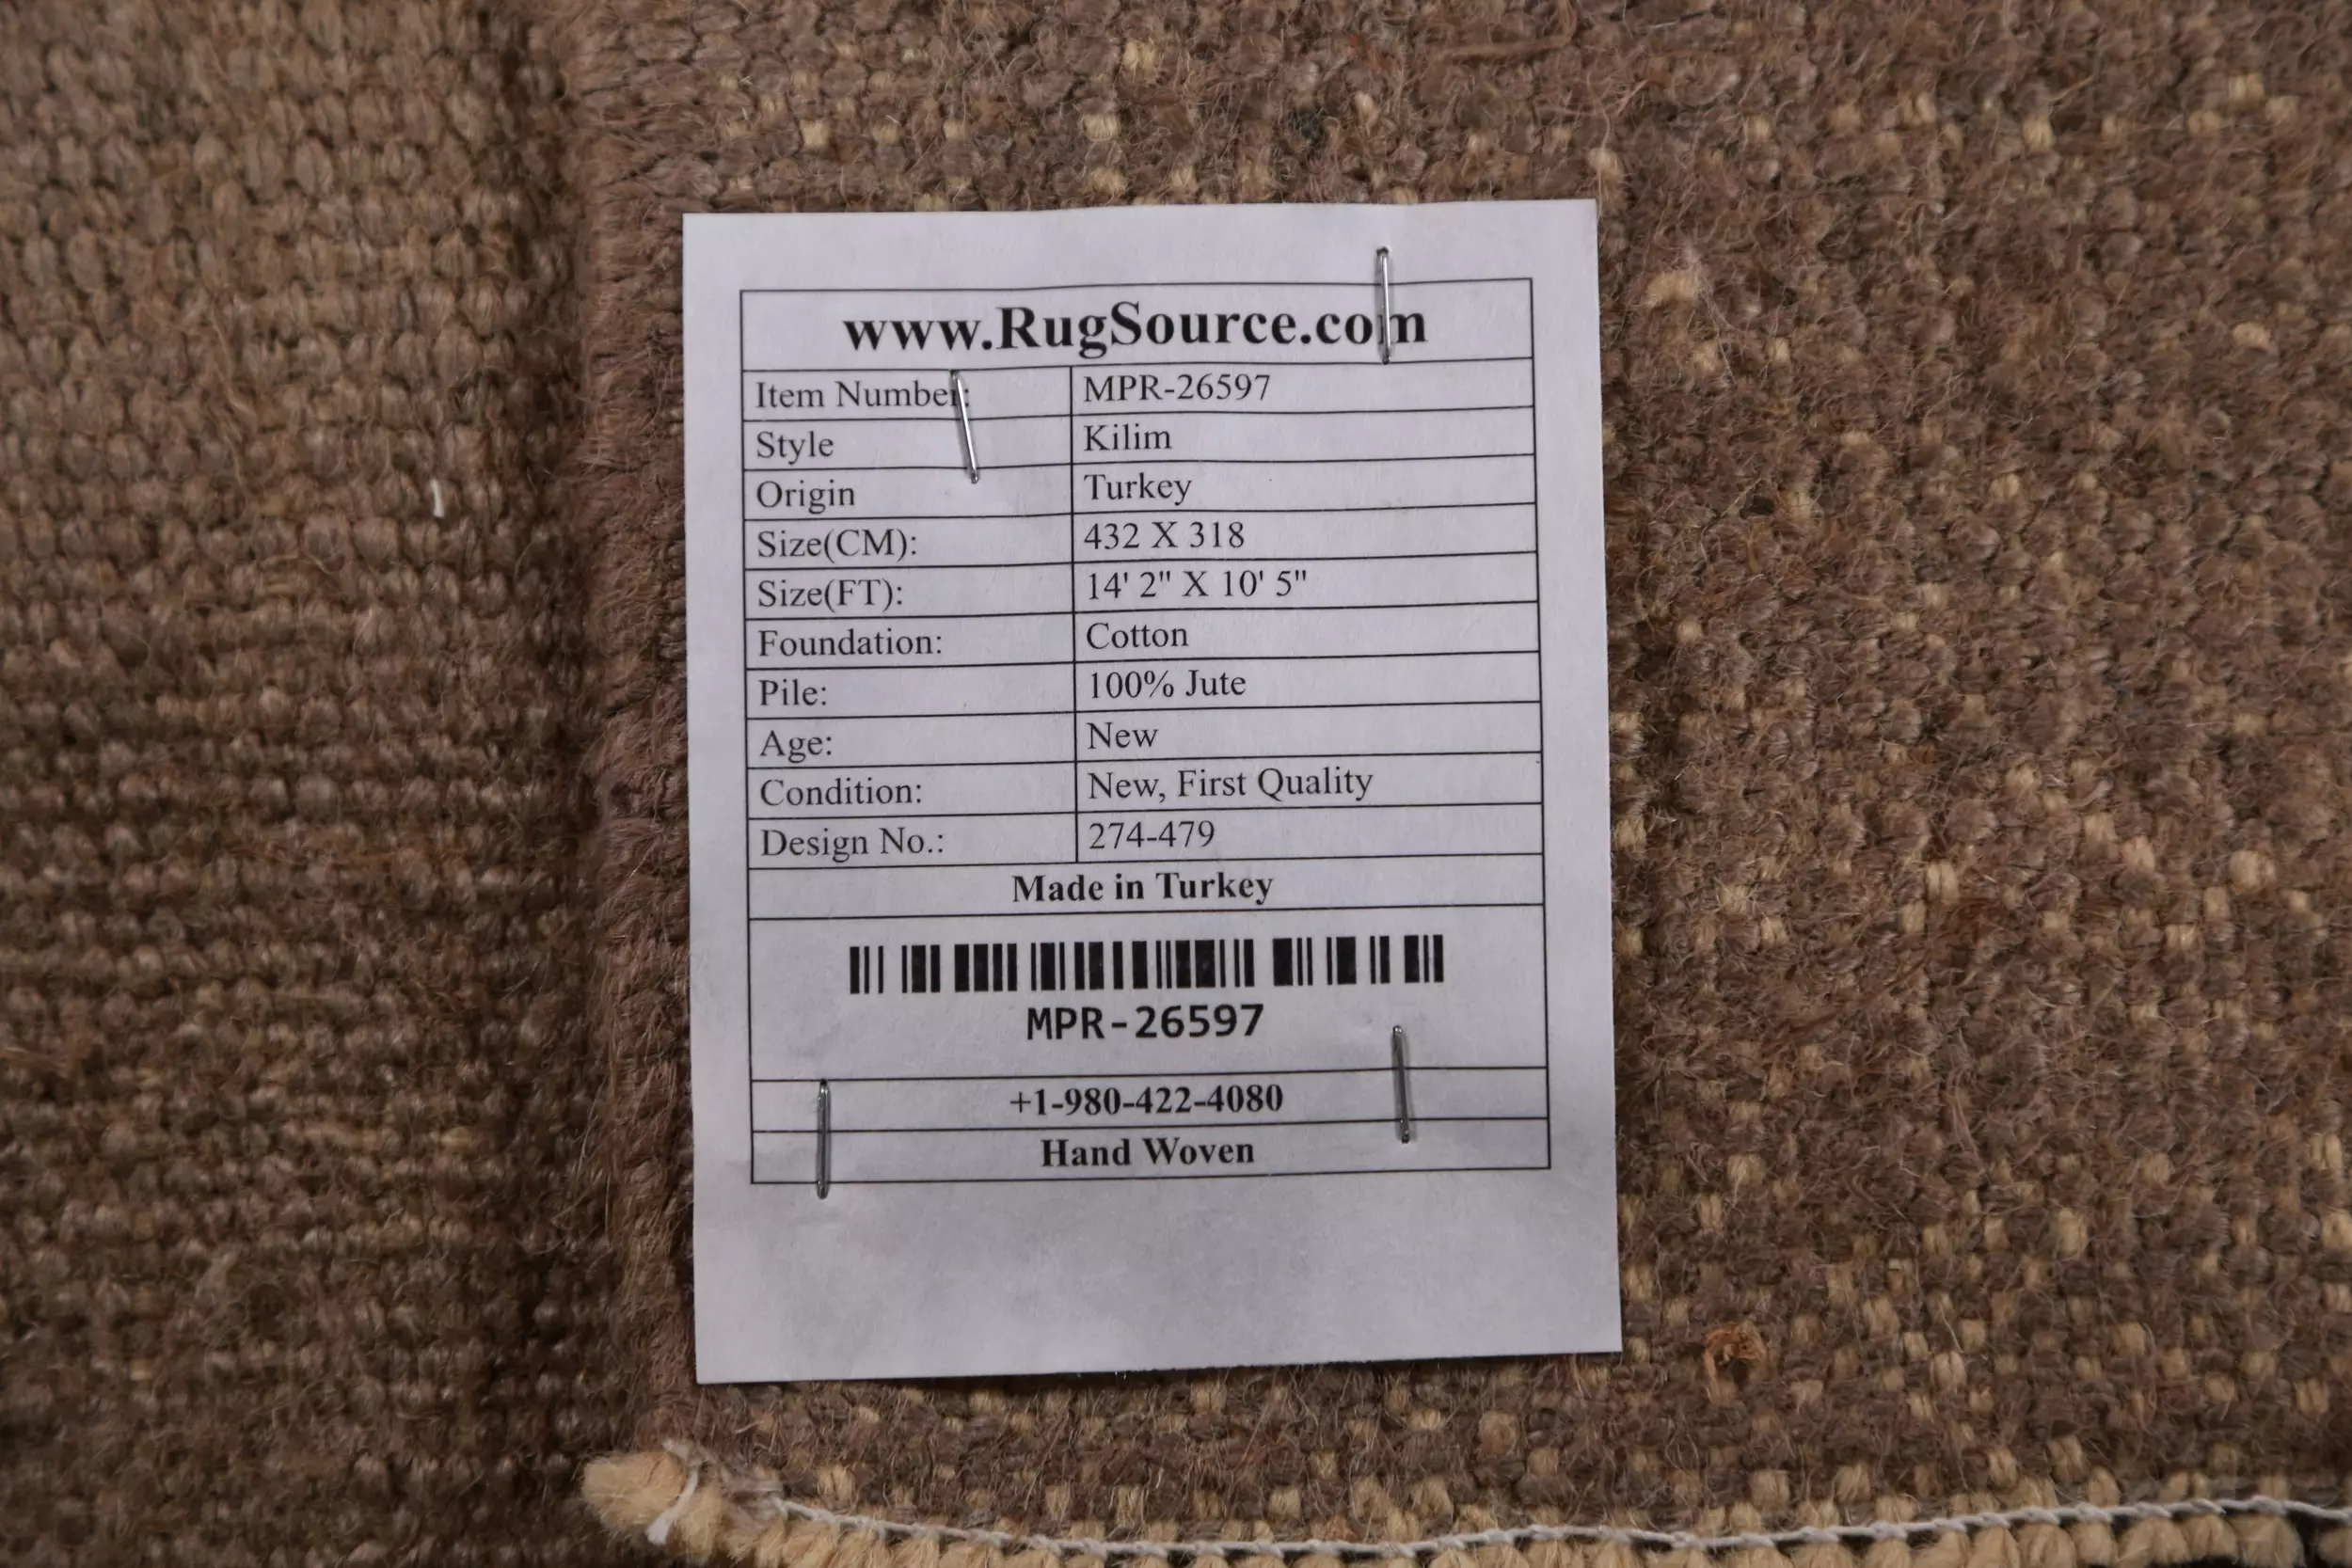 www.RugSource.com
Item Number: MPR-26597
Style Kilim
Origin Turkey
Size(CM): 432 X 318
Size(FT): 14' 2" X 10' 5"
Foundation: Cotton
Pile: 100% Jute
Age: New
Condition: New, First Quality
Design No.: 274-479
Made in Turkey
MPR-26597
+1-980-422-4080
Hand Woven